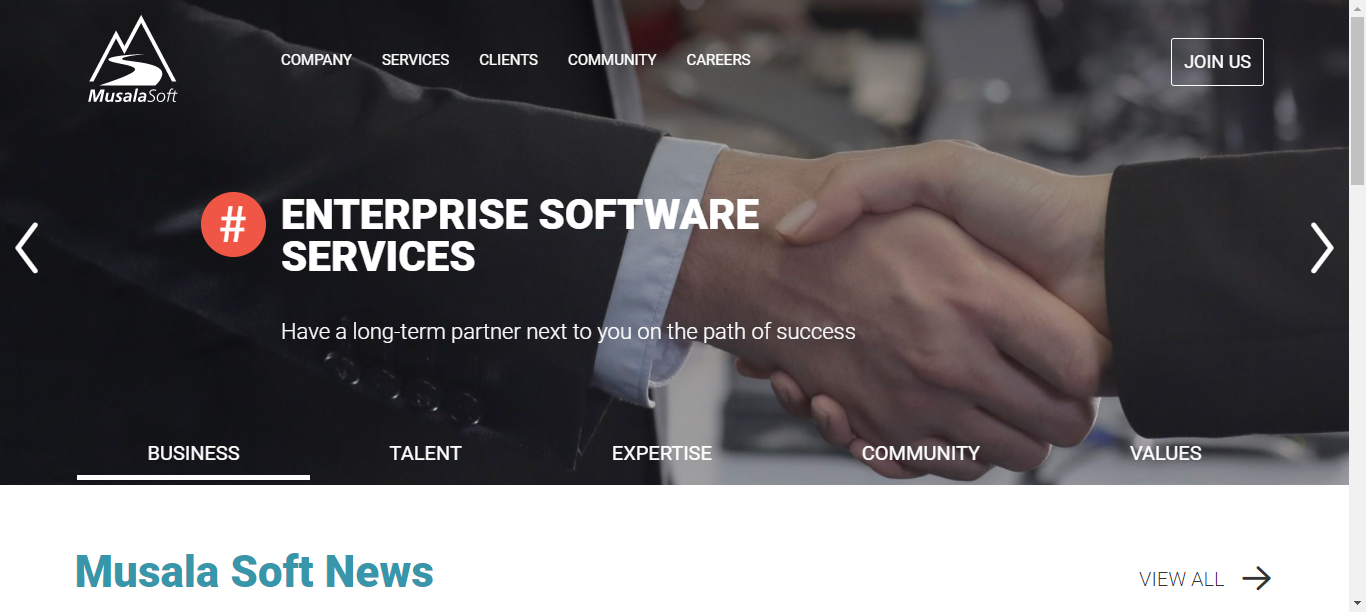 MusalaSoft
COMPANY SERVICES CLIENTS COMMUNITY CAREERS
JOIN US
# ENTERPRISE SOFTWARE
SERVICES
Have a long-term partner next to you on the path of success
BUSINESS TALENT EXPERTISE COMMUNITY VALUES
Musala Soft News
VIEW ALL